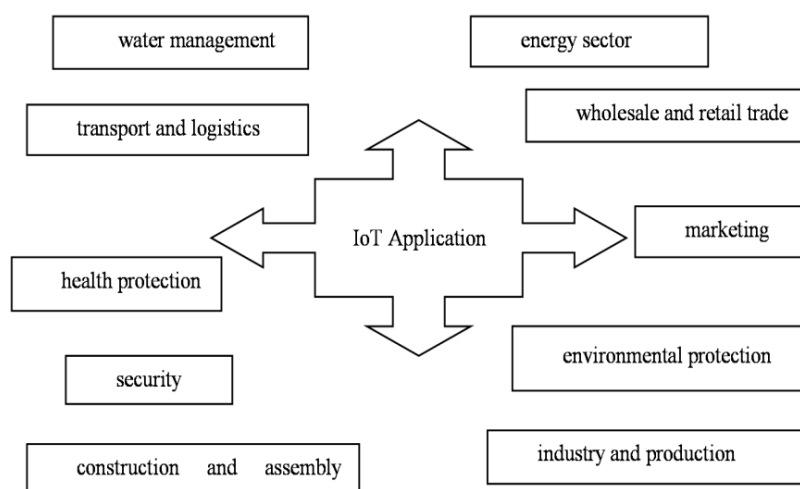 water management
energy sector
wholesale and retail trade
transport and logistics
IoT Application
marketing
health protection
environmental protection
security
industry and production
construction and assembly